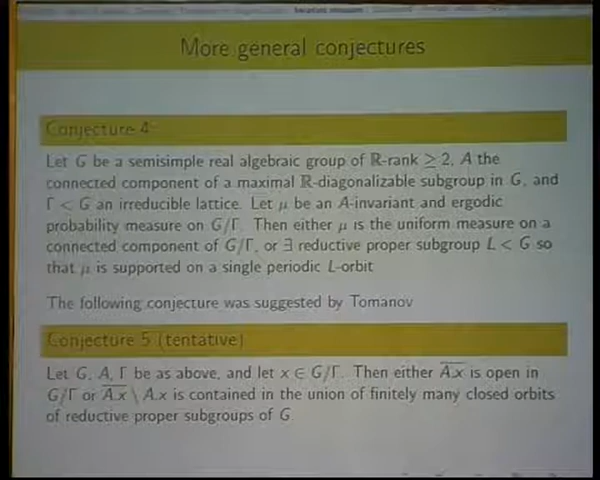 More general conjectures
Conjecture 4
Let G be a semisimple real algebraic group of ℝ-rank ≥ 2, A the
connected component of a maximal ℝ-diagonalizable subgroup in G, and
Γ < G an irreducible lattice. Let μ be an A-invariant and ergodic
probability measure on G/Γ. Then either μ is the uniform measure on a
connected component of G/Γ, or ∃ reductive proper subgroup L < G so
that μ is supported on a single periodic L-orbit
The following conjecture was suggested by Tomanov
Conjecture 5 (tentative)
Let G, A, Γ be as above, and let x ∈ G/Γ. Then either \overline{A.x} is open in
G/Γ or \overline{A.x} \ A.x is contained in the union of finitely many closed orbits
of reductive proper subgroups of G